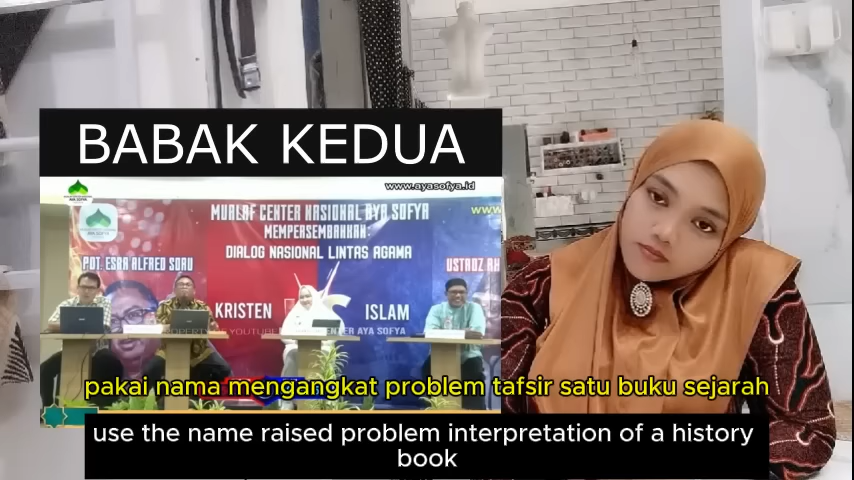 BABAK KEDUA
www.ayasofya.id
MUALAF CENTER NASIONAL AYA SOFYA
MEMPERSEMBAHKAN:
DIALOG NASIONAL LINTAS AGAMA
PDT. ESRA ALFRED SORU
USTADZ
KRISTEN
ISLAM
pakai nama mengangkat problem tafsir satu buku sejarah
use the name raised problem interpretation of a history
book